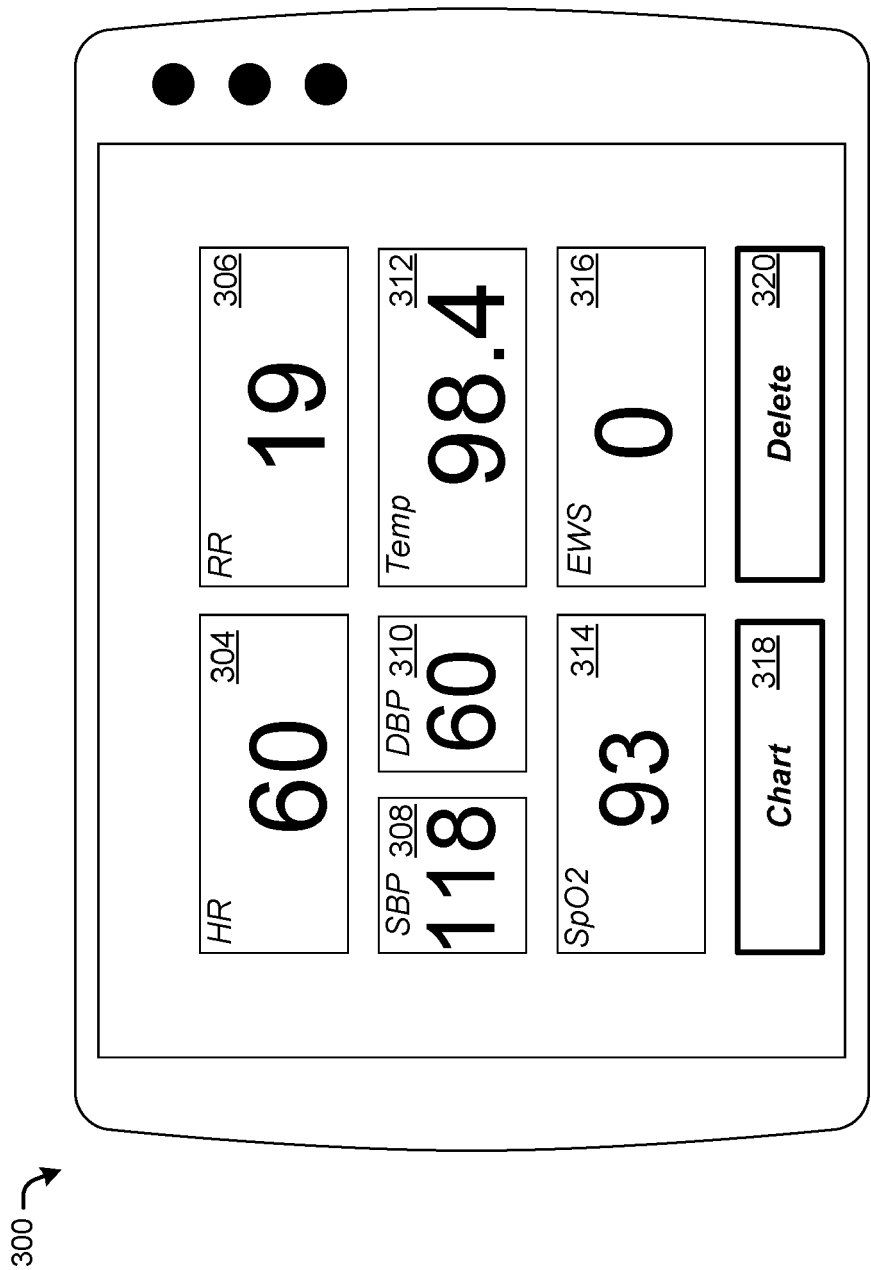 300
HR 304
60
RR 306
19
SBP 308
118
DBP 310
60
Temp 312
98.4
SpO2 314
93
EWS 316
0
Chart 318
Delete 320